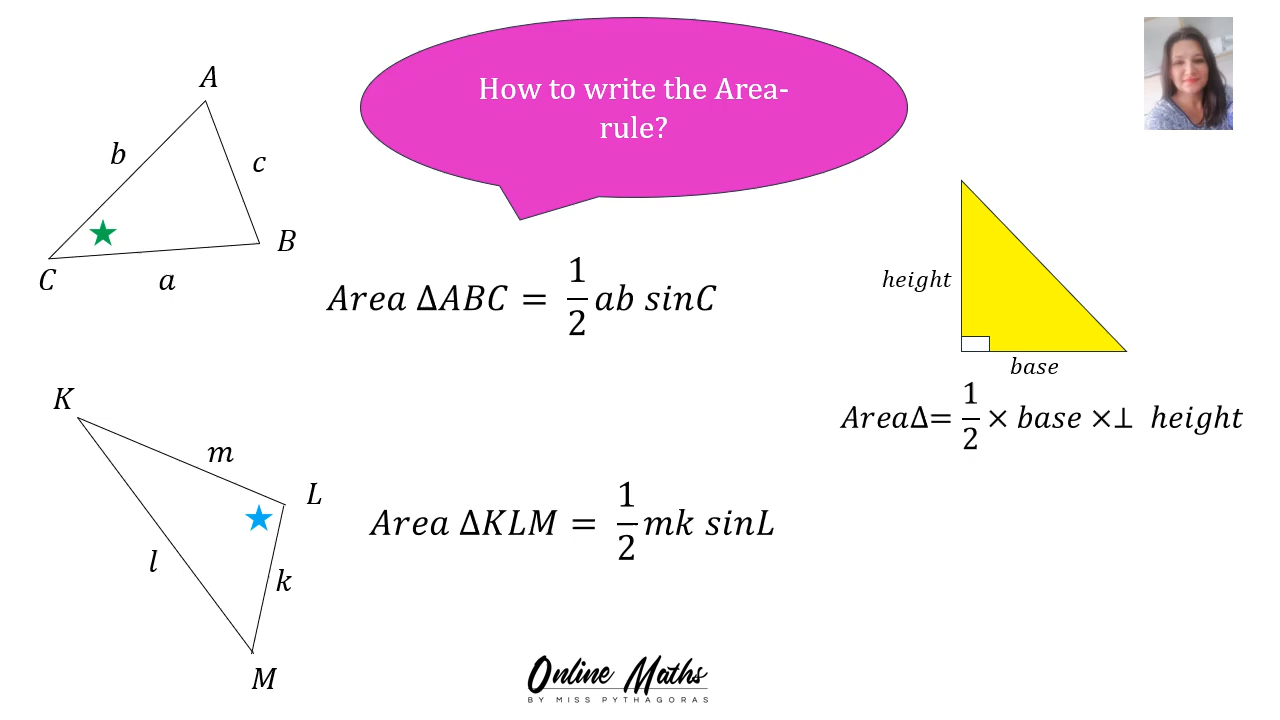 How to write the Area-
rule?
A
b
c
B
C
a
Area ΔABC = 1/2 ab sinC
height
base
AreaΔ= 1/2 × base ×⊥ height
K
m
L
l
k
M
Area ΔKLM = 1/2 mk sinL
Online Maths
BY MISS PYTHAGORAS